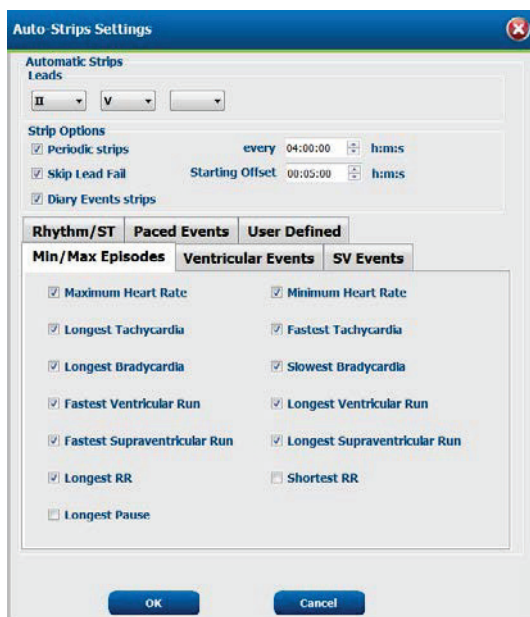 Auto-Strips Settings
Automatic Strips
Leads
II V
Strip Options
Periodic strips every 04:00:00 h:m:s
Skip Lead Fail Starting Offset 00:05:00 h:m:s
Diary Events strips
Rhythm/ST Paced Events User Defined
Min/Max Episodes Ventricular Events SV Events
Maximum Heart Rate Minimum Heart Rate
Longest Tachycardia Fastest Tachycardia
Longest Bradycardia Slowest Bradycardia
Fastest Ventricular Run Longest Ventricular Run
Fastest Supraventricular Run Longest Supraventricular Run
Longest RR Shortest RR
Longest Pause
OK Cancel